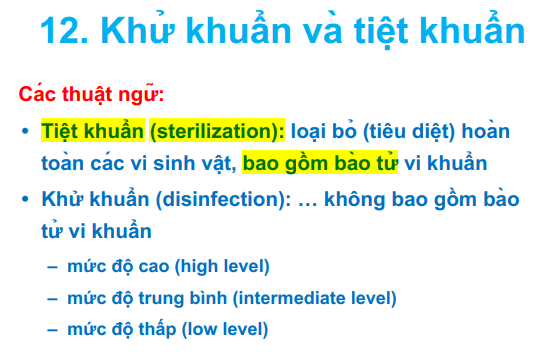 12. Khử khuẩn và tiệt khuẩn
Các thuật ngữ:
• Tiệt khuẩn (sterilization): loại bỏ (tiêu diệt) hoàn
toàn các vi sinh vật, bao gồm bào tử vi khuẩn
• Khử khuẩn (disinfection): … không bao gồm bào
tử vi khuẩn
– mức độ cao (high level)
– mức độ trung bình (intermediate level)
– mức độ thấp (low level)